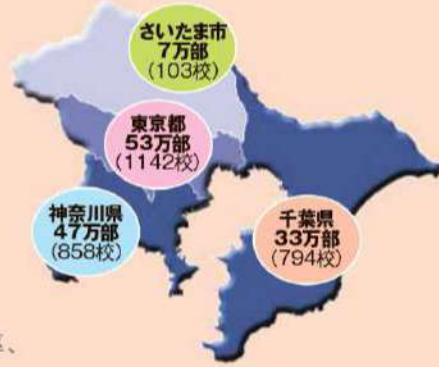 さいたま市
7万部
(103校)
東京都
53万部
(1142校)
神奈川県
47万部
(858校)
千葉県
33万部
(794校)